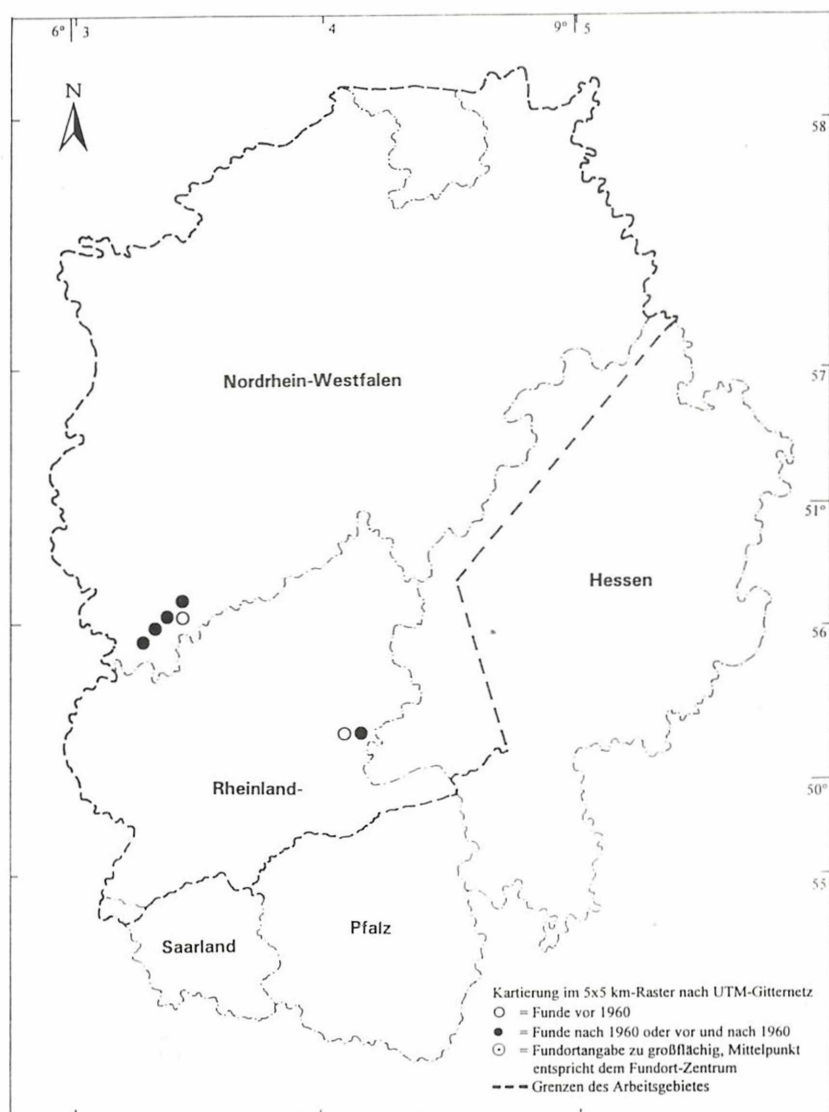 6° 3 4 9° 5
N
58
Nordrhein-Westfalen
57
51°
Hessen
56
Rheinland-
50°
55
Pfalz
Saarland
Kartierung im 5x5 km-Raster nach UTM-Gitternetz
= Funde vor 1960
= Funde nach 1960 oder vor und nach 1960
= Fundortangabe zu großflächig, Mittelpunkt
entspricht dem Fundort-Zentrum
= Grenzen des Arbeitsgebietes